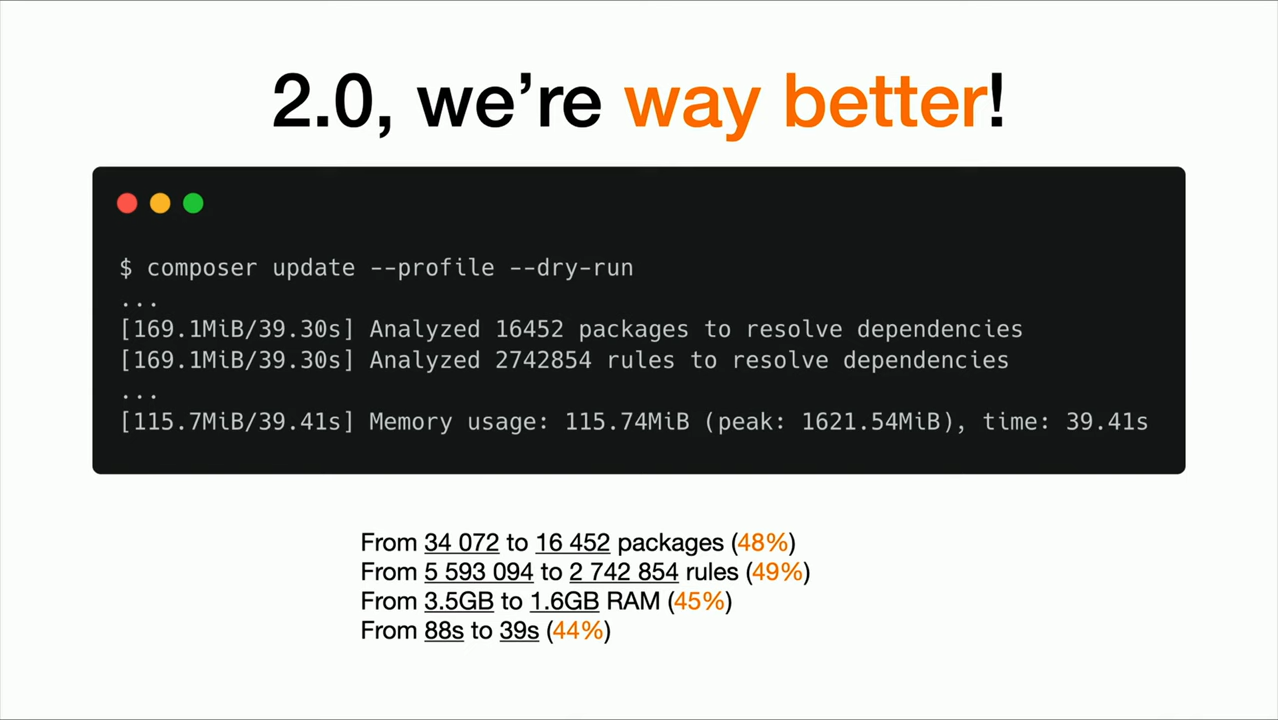 2.0, we’re way better!
$ composer update --profile --dry-run
...
[169.1MiB/39.30s] Analyzed 16452 packages to resolve dependencies
[169.1MiB/39.30s] Analyzed 2742854 rules to resolve dependencies
...
[115.7MiB/39.41s] Memory usage: 115.74MiB (peak: 1621.54MiB), time: 39.41s
From 34 072 to 16 452 packages (48%)
From 5 593 094 to 2 742 854 rules (49%)
From 3.5GB to 1.6GB RAM (45%)
From 88s to 39s (44%)